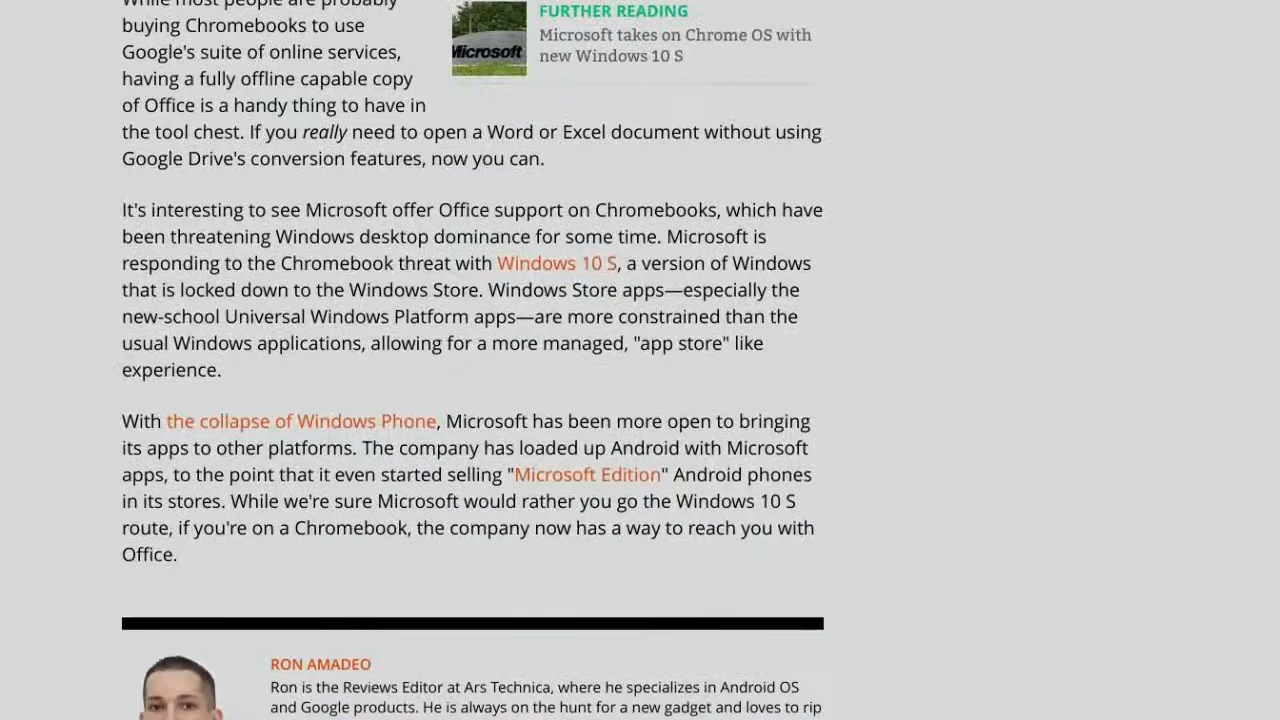 While most people are probably
buying Chromebooks to use
Google's suite of online services,
having a fully offline capable copy
of Office is a handy thing to have in
the tool chest. If you really need to open a Word or Excel document without using
Google Drive's conversion features, now you can.
FURTHER READING
Microsoft
Microsoft takes on Chrome OS with
new Windows 10 S
It's interesting to see Microsoft offer Office support on Chromebooks, which have
been threatening Windows desktop dominance for some time. Microsoft is
responding to the Chromebook threat with Windows 10 S, a version of Windows
that is locked down to the Windows Store. Windows Store apps—especially the
new-school Universal Windows Platform apps—are more constrained than the
usual Windows applications, allowing for a more managed, "app store" like
experience.
With the collapse of Windows Phone, Microsoft has been more open to bringing
its apps to other platforms. The company has loaded up Android with Microsoft
apps, to the point that it even started selling "Microsoft Edition" Android phones
in its stores. While we're sure Microsoft would rather you go the Windows 10 S
route, if you're on a Chromebook, the company now has a way to reach you with
Office.
RON AMADEO
Ron is the Reviews Editor at Ars Technica, where he specializes in Android OS
and Google products. He is always on the hunt for a new gadget and loves to rip